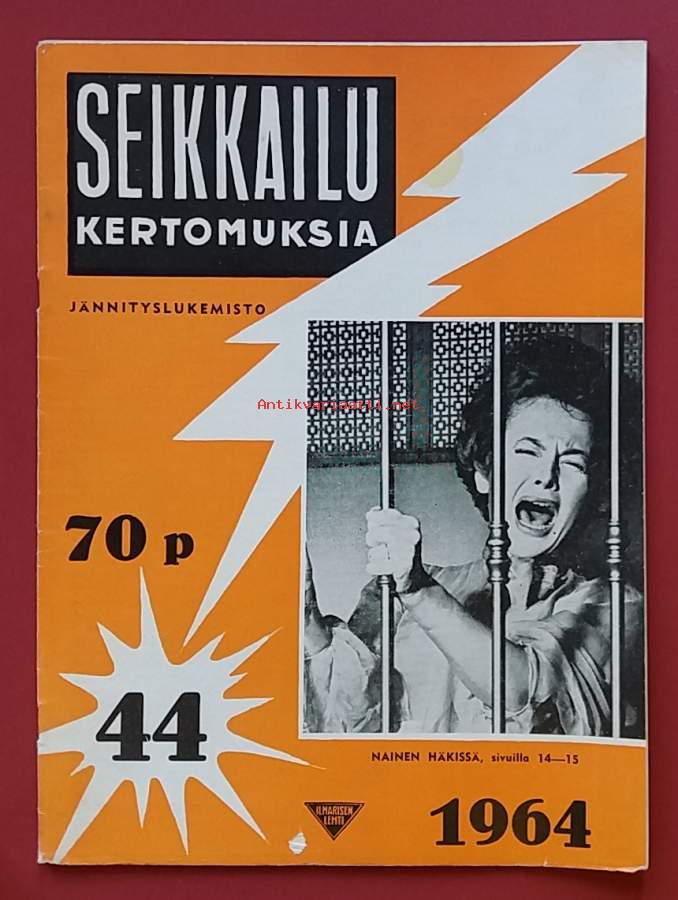 SEIKKAILU
KERTOMUKSIA
JÄNNITYSLUKEMISTO
Antikvariaatti.net
70 p
44
NAINEN HÄKISSÄ, sivuilla 14—15
ILMARISEN
LEHTI
1964